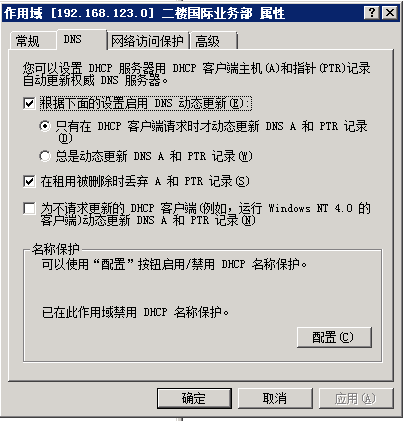 作用域 [192.168.123.0] 二楼国际业务部 属性
常规 DNS 网络访问保护 高级
您可以设置 DHCP 服务器用 DHCP 客户端主机(A)和指针(PTR)记录
自动更新权威 DNS 服务器。
根据下面的设置启用 DNS 动态更新(E):
只有在 DHCP 客户端请求时才动态更新 DNS A 和 PTR 记录
(D)
总是动态更新 DNS A 和 PTR 记录(W)
在租用被删除时丢弃 A 和 PTR 记录(S)
为不请求更新的 DHCP 客户端(例如，运行 Windows NT 4.0 的
客户端)动态更新 DNS A 和 PTR 记录(N)
名称保护
可以使用“配置”按钮启用/禁用 DHCP 名称保护。
已在此作用域禁用 DHCP 名称保护。
配置(C)
确定 取消 应用(A)